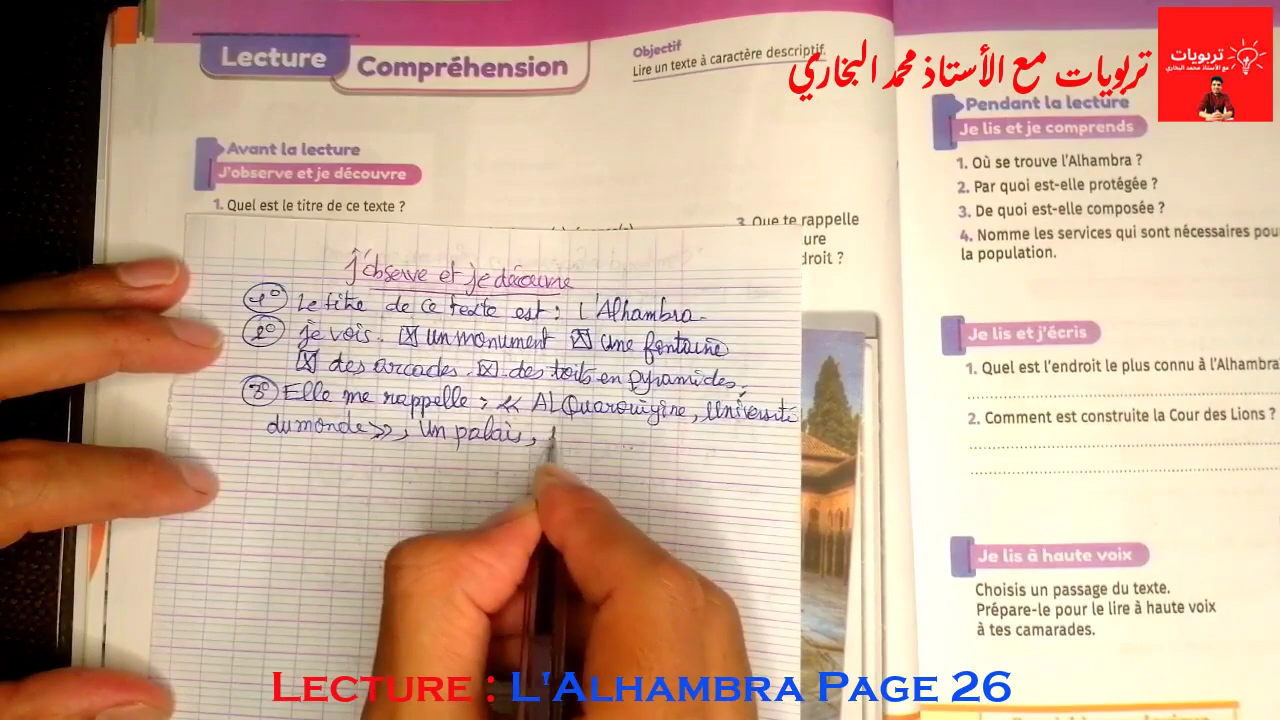 Lecture
Compréhension
Objectif
Lire un texte à caractère descriptif.
تربويات مع الأستاذ محمد البخاري
تربويات
مع الأستاذ محمد البخاري
Avant la lecture
J'observe et je découvre
1. Quel est le titre de ce texte ?
3. Que te rappelle
ure
droit ?
j'observe et je découvre
1° Le titre de ce texte est : L'Alhambra.
2° je vois. ☒ un monument ☒ une fontaine
☒ des arcades. ☒ des toits en pyramides.
3° Elle me rappelle : « AL Quarouigine, Université
du monde », Un palais,
Pendant la lecture
Je lis et je comprends
1. Où se trouve l'Alhambra ?
2. Par quoi est-elle protégée ?
3. De quoi est-elle composée ?
4. Nomme les services qui sont nécessaires pou
la population.
Je lis et j'écris
1. Quel est l'endroit le plus connu à l'Alhambra
2. Comment est construite la Cour des Lions ?
Je lis à haute voix
Choisis un passage du texte.
Prépare-le pour le lire à haute voix
à tes camarades.
Lecture : L'Alhambra Page 26